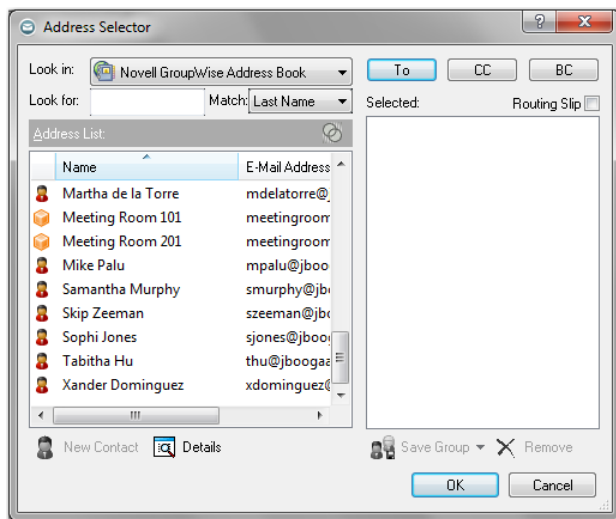 Address Selector
Look in: Novell GroupWise Address Book
To CC BC
Look for: Match: Last Name
Selected: Routing Slip
Address List:
Name E-Mail Address
Martha de la Torre mdelatorre@
Meeting Room 101 meetingroom
Meeting Room 201 meetingroom
Mike Palu mpalu@jboo
Samantha Murphy smurphy@jb
Skip Zeeman szeeman@jb
Sophi Jones sjones@jboog
Tabitha Hu thu@jboogaa
Xander Dominguez xdominguez
New Contact Details
Save Group Remove
OK Cancel